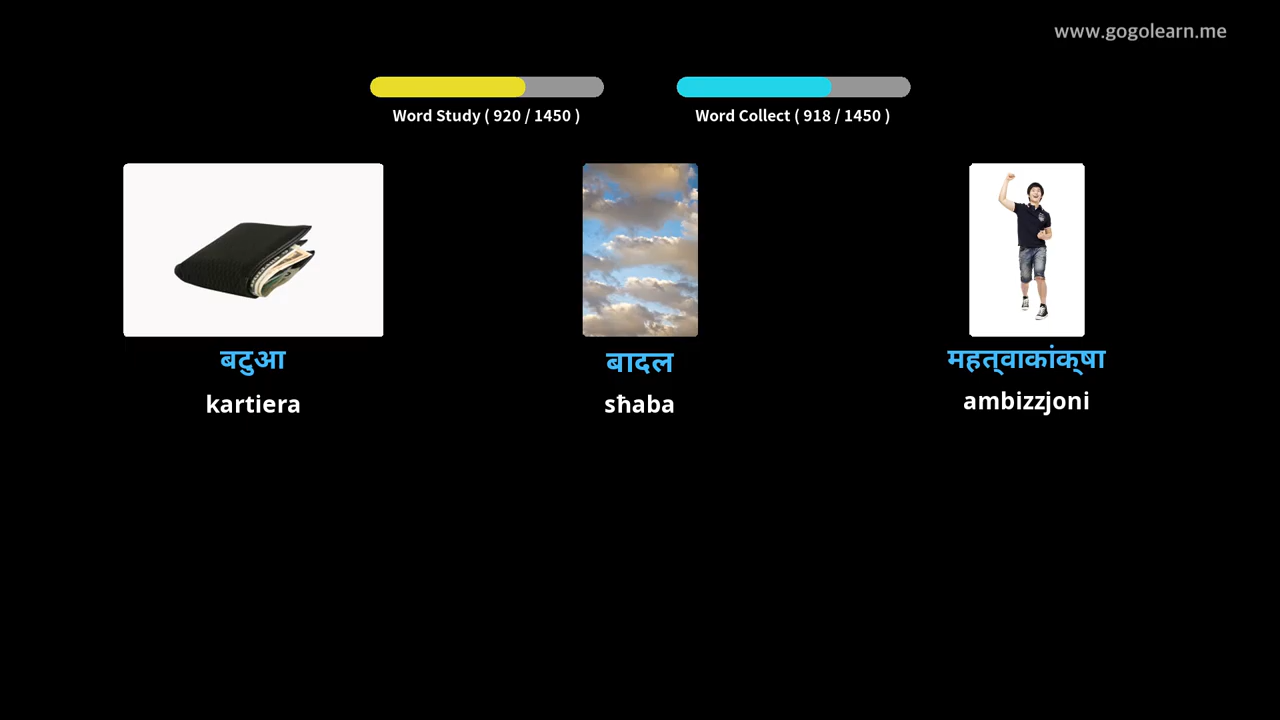 www.gogolearn.me
Word Study ( 920 / 1450 )
Word Collect ( 918 / 1450 )
बटुआ
kartiera
बादल
sħaba
महत्वाकांक्षा
ambizzjoni